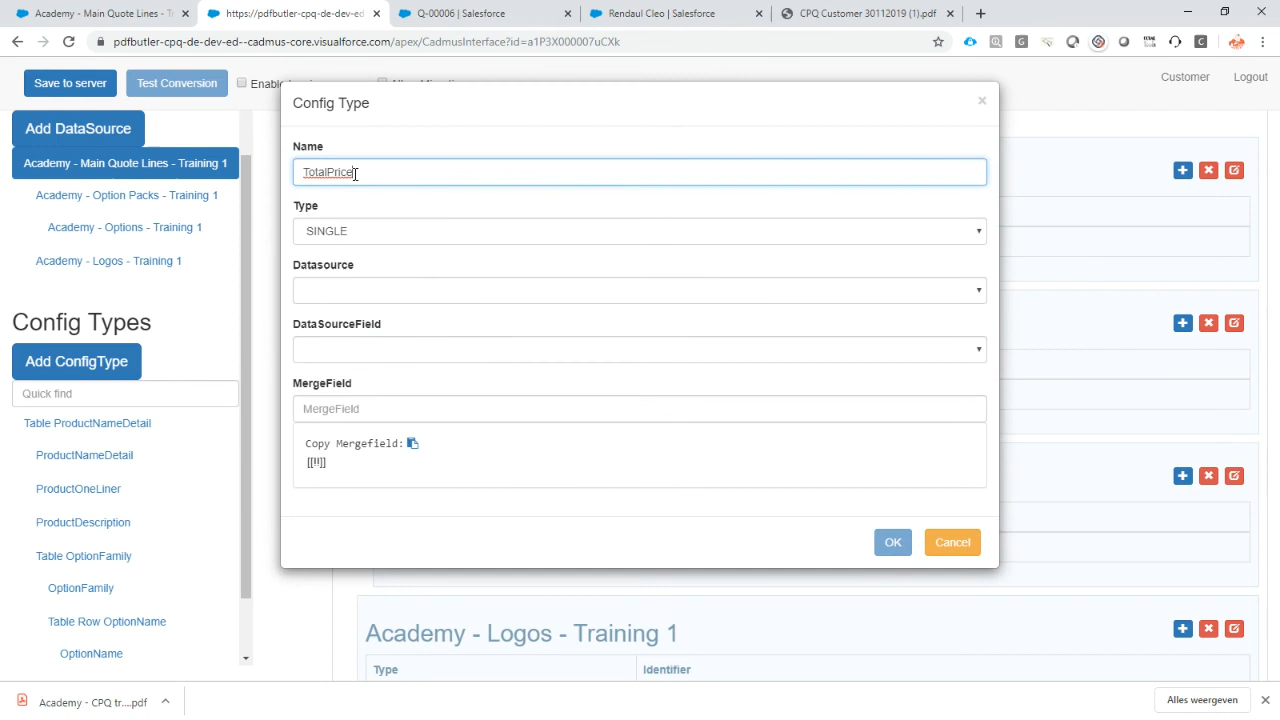 Academy - Main Quote Lines - Tr
https://pdfbutler-cpq-de-dev-ed
Q-00006 | Salesforce
Rendaul Cleo | Salesforce
CPQ Customer 30112019 (1).pdf
pdfbutler-cpq-de-dev-ed--cadmus-core.visualforce.com/apex/CadmusInterface?id=a1P3X000007uCXk
Save to server
Test Conversion
Customer
Logout
Add DataSource
Academy - Main Quote Lines - Training 1
Academy - Option Packs - Training 1
Academy - Options - Training 1
Academy - Logos - Training 1
Config Types
Add ConfigType
Quick find
Table ProductNameDetail
ProductNameDetail
ProductOneLiner
ProductDescription
Table OptionFamily
OptionFamily
Table Row OptionName
OptionName
Config Type
×
Name
TotalPrice
Type
SINGLE
Datasource
DataSourceField
MergeField
MergeField
Copy Mergefield:
[[!!]]
OK
Cancel
Academy - Logos - Training 1
Type
Identifier
Academy - CPQ tr....pdf
Alles weergeven